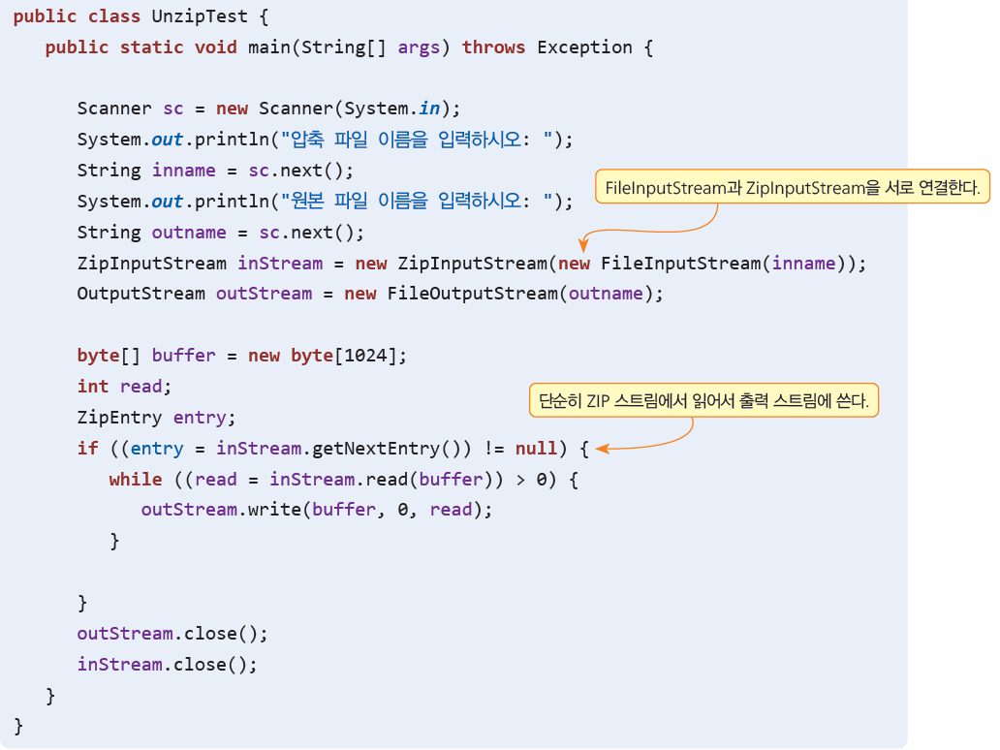 public class UnzipTest {
public static void main(String[] args) throws Exception {
Scanner sc = new Scanner(System.in);
System.out.println("압축 파일 이름을 입력하시오: ");
String inname = sc.next();
FileInputStream과 ZipInputStream을 서로 연결한다.
System.out.println("원본 파일 이름을 입력하시오: ");
String outname = sc.next();
ZipInputStream inStream = new ZipInputStream(new FileInputStream(inname));
OutputStream outStream = new FileOutputStream(outname);
byte[] buffer = new byte[1024];
int read;
단순히 ZIP 스트림에서 읽어서 출력 스트림에 쓴다.
ZipEntry entry;
if ((entry = inStream.getNextEntry()) != null) {
while ((read = inStream.read(buffer)) > 0) {
outStream.write(buffer, 0, read);
}
}
outStream.close();
inStream.close();
}
}